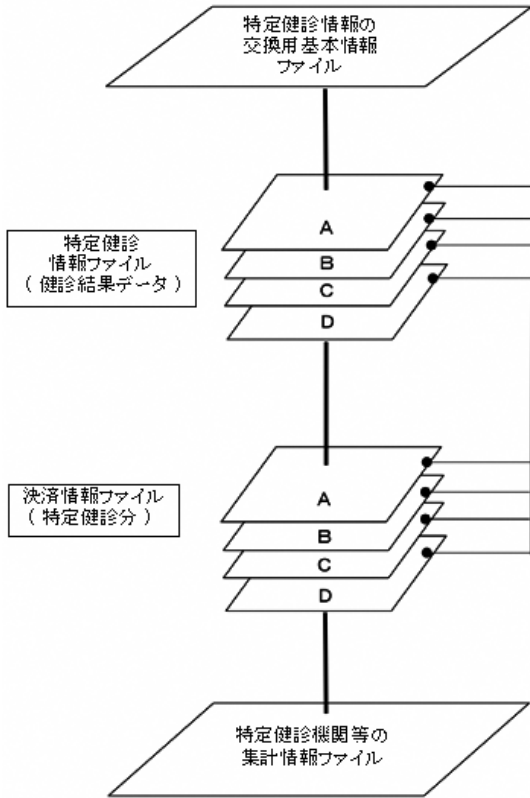 特定健診情報の
交換用基本情報
ファイル
A
B
C
D
特定健診
情報ファイル
（健診結果データ）
A
B
C
D
決済情報ファイル
（特定健診分）
特定健診機関等の
集計情報ファイル